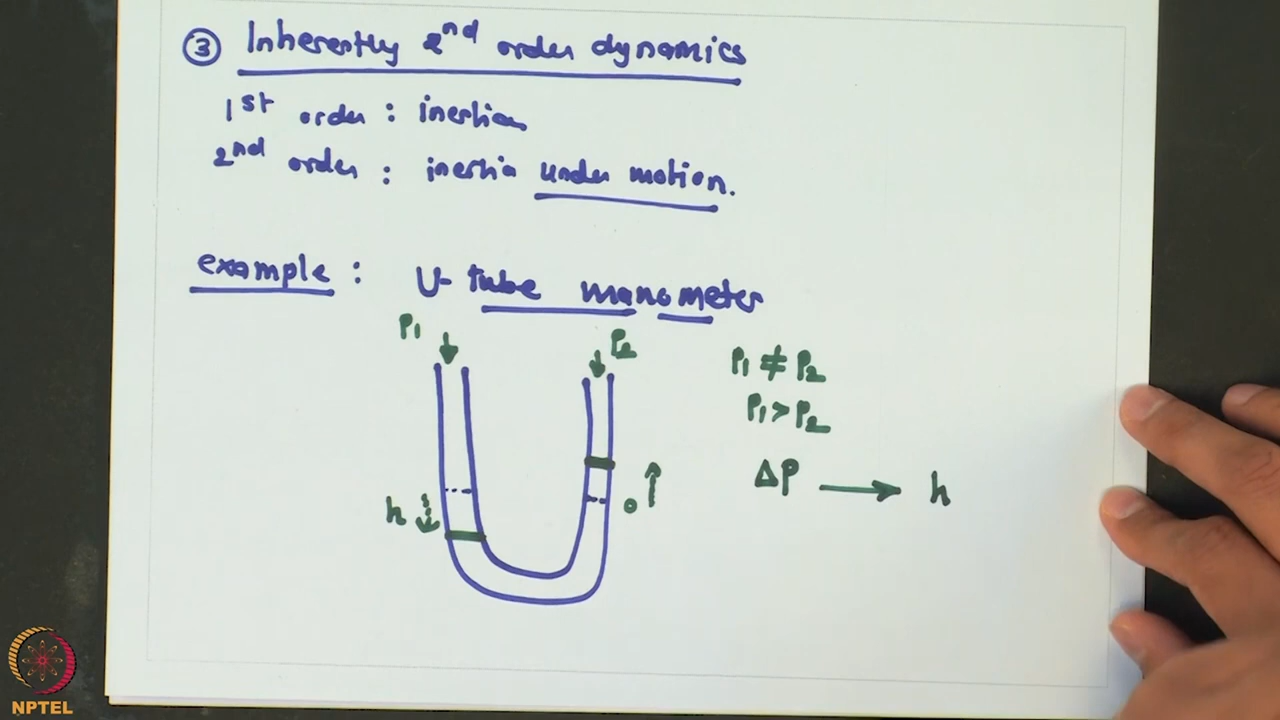 ③ Inherently 2nd order dynamics
1st order : inertia
2nd order : inertia under motion.
example : U-tube manometer
P1 P2
P1 ≠ P2
P1 > P2
ΔP → h
h 0
NPTEL